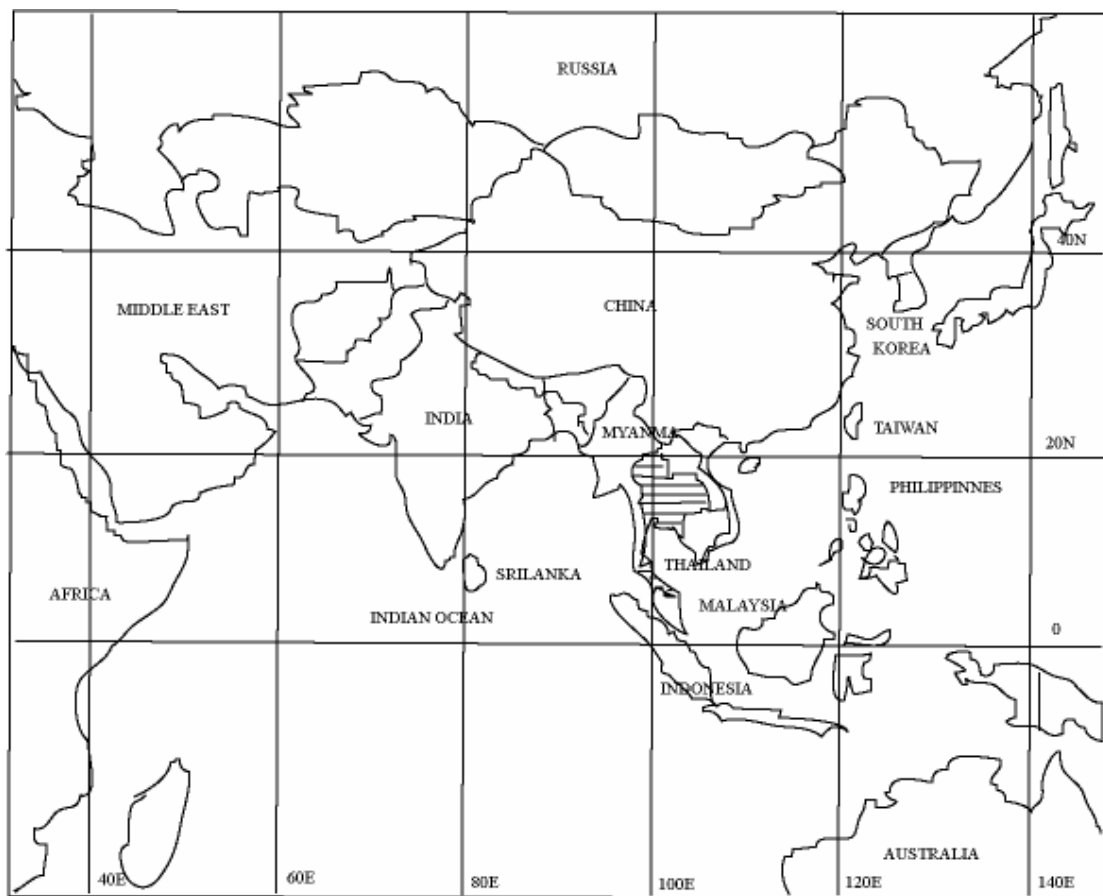 RUSSIA
40N
MIDDLE EAST
CHINA
SOUTH
KOREA
INDIA
MYANMA
TAIWAN
20N
PHILIPPINNES
THAILAND
SRILANKA
AFRICA
MALAYSIA
INDIAN OCEAN
0
INDONESIA
AUSTRALIA
40E
60E
80E
100E
120E
140E